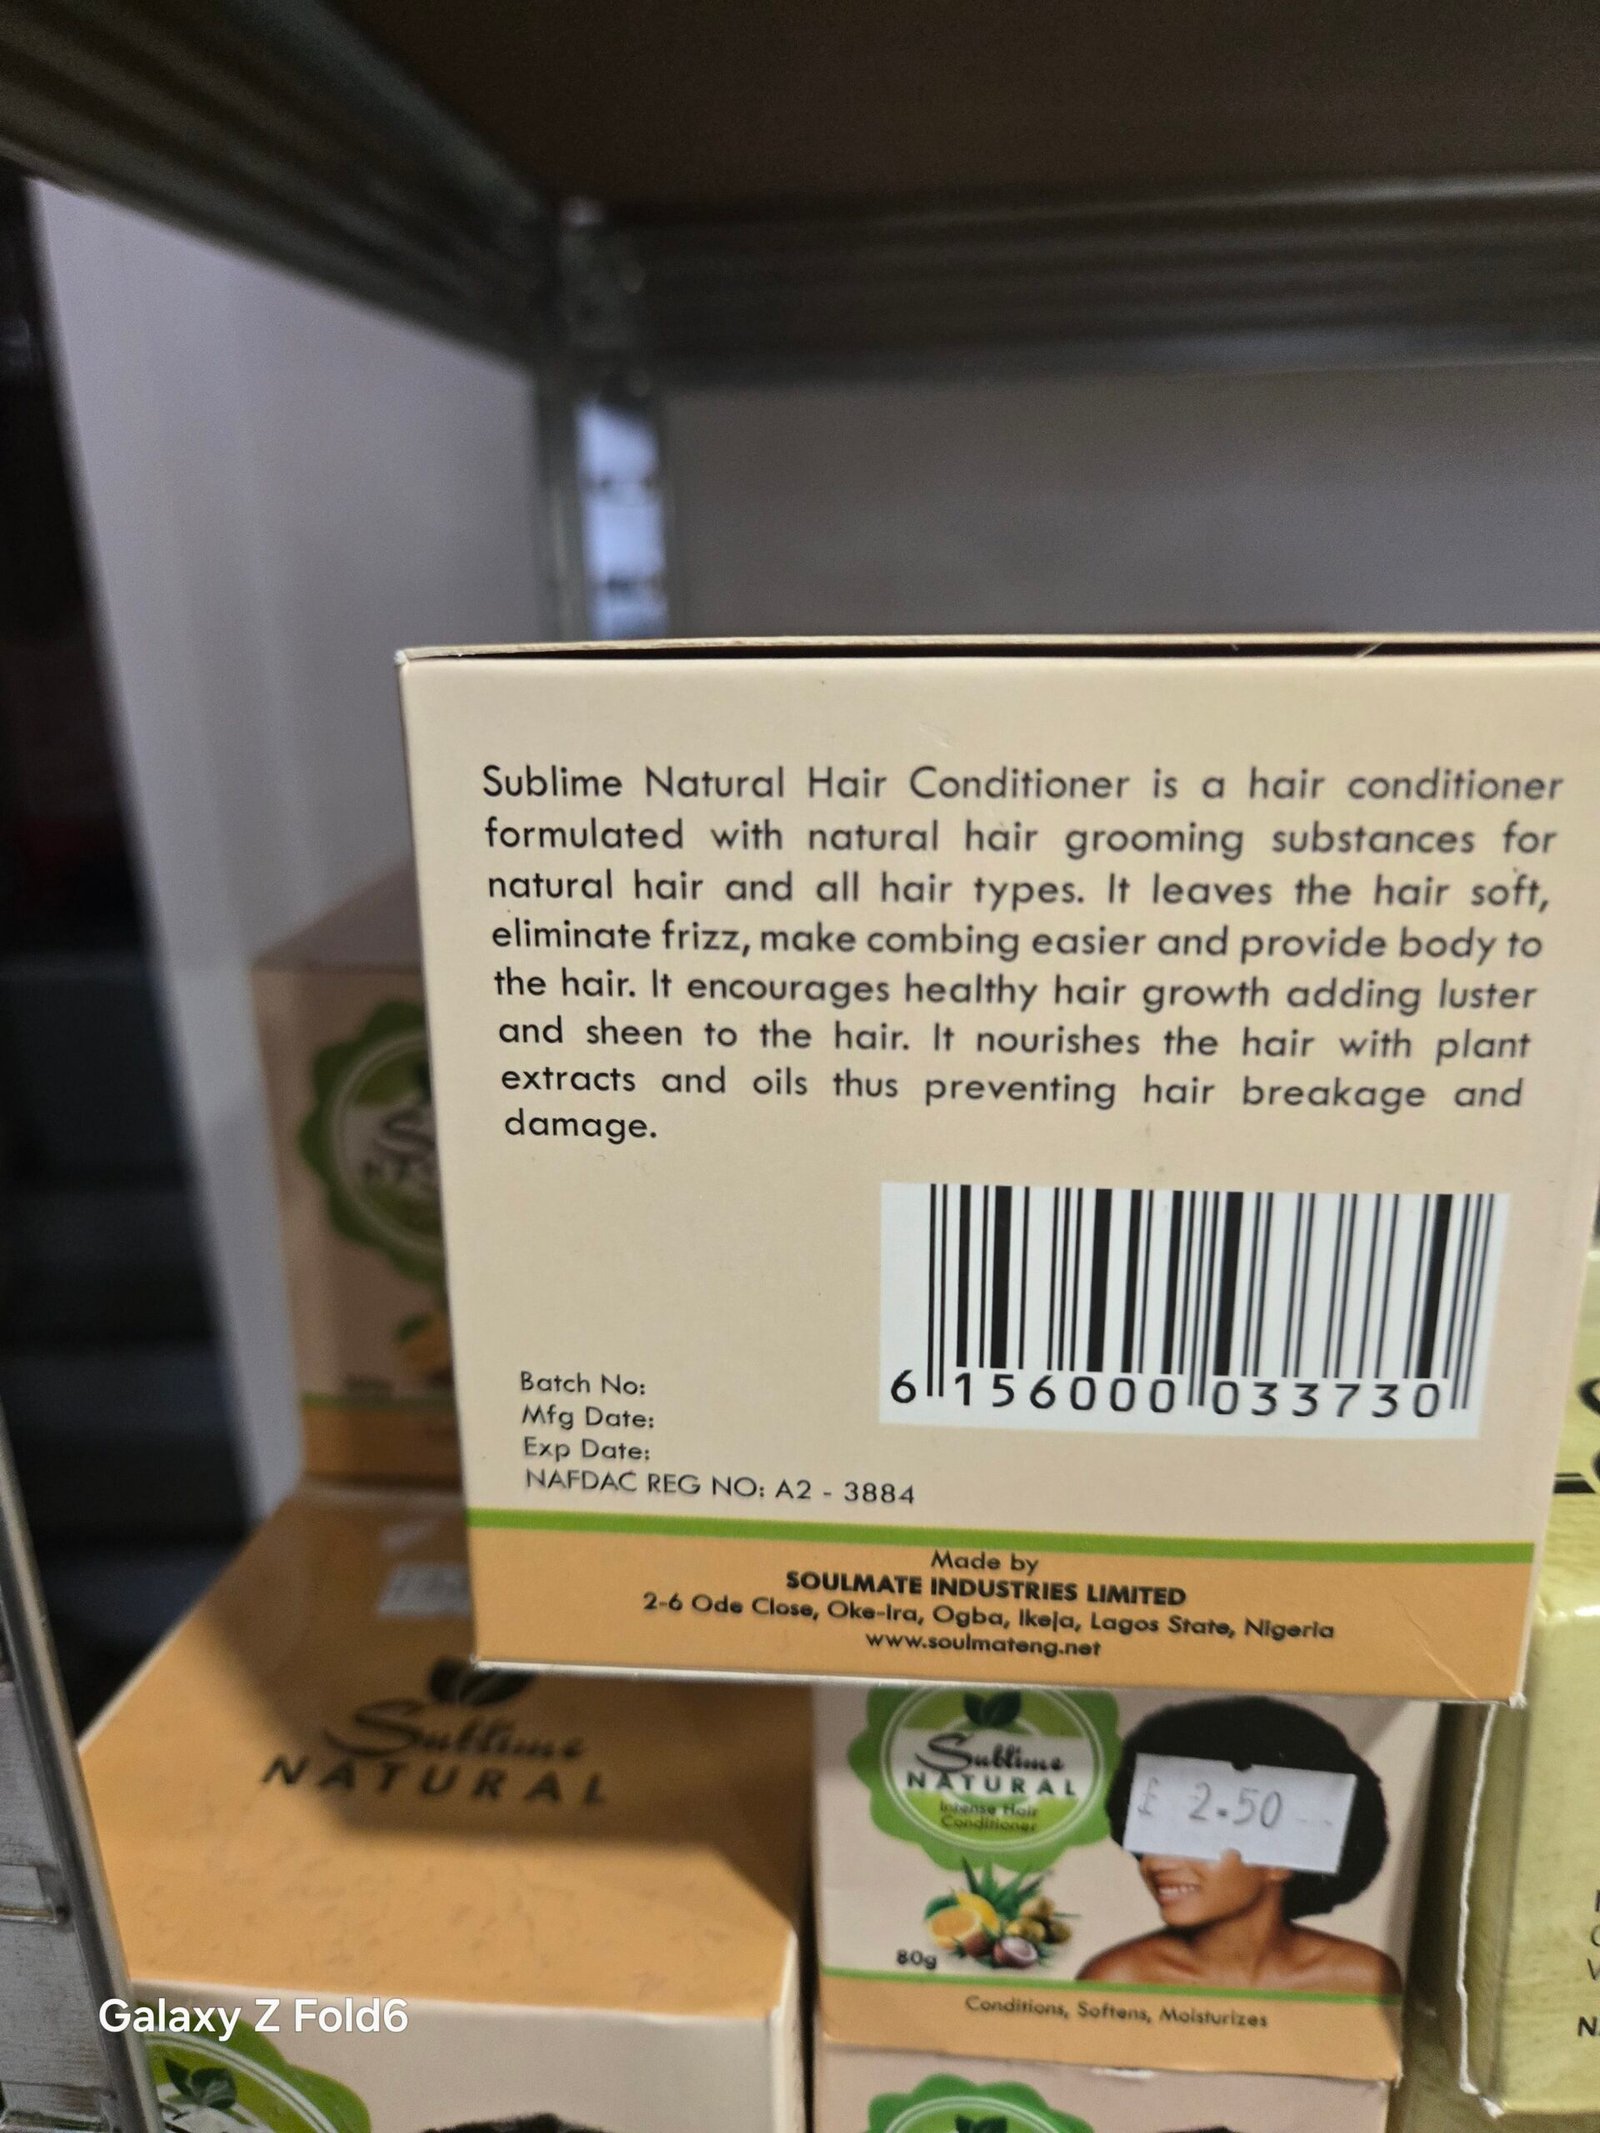 Sublime Natural Hair Conditioner is a hair conditioner
formulated with natural hair grooming substances for
natural hair and all hair types. It leaves the hair soft,
eliminate frizz, make combing easier and provide body to
the hair. It encourages healthy hair growth adding luster
and sheen to the hair. It nourishes the hair with plant
extracts and oils thus preventing hair breakage and
damage.
6 156000 033730
Batch No:
Mfg Date:
Exp Date:
NAFDAC REG NO: A2 - 3884
Made by
SOULMATE INDUSTRIES LIMITED
2-6 Ode Close, Oke-Ira, Ogba, Ikeja, Lagos State, Nigeria
www.soulmateng.net
Sublime
NATURAL
Sublime
NATURAL
Intense Hair
Conditioner
£ 2.50
80g
Conditions, Softens, Moisturizes
Galaxy Z Fold6